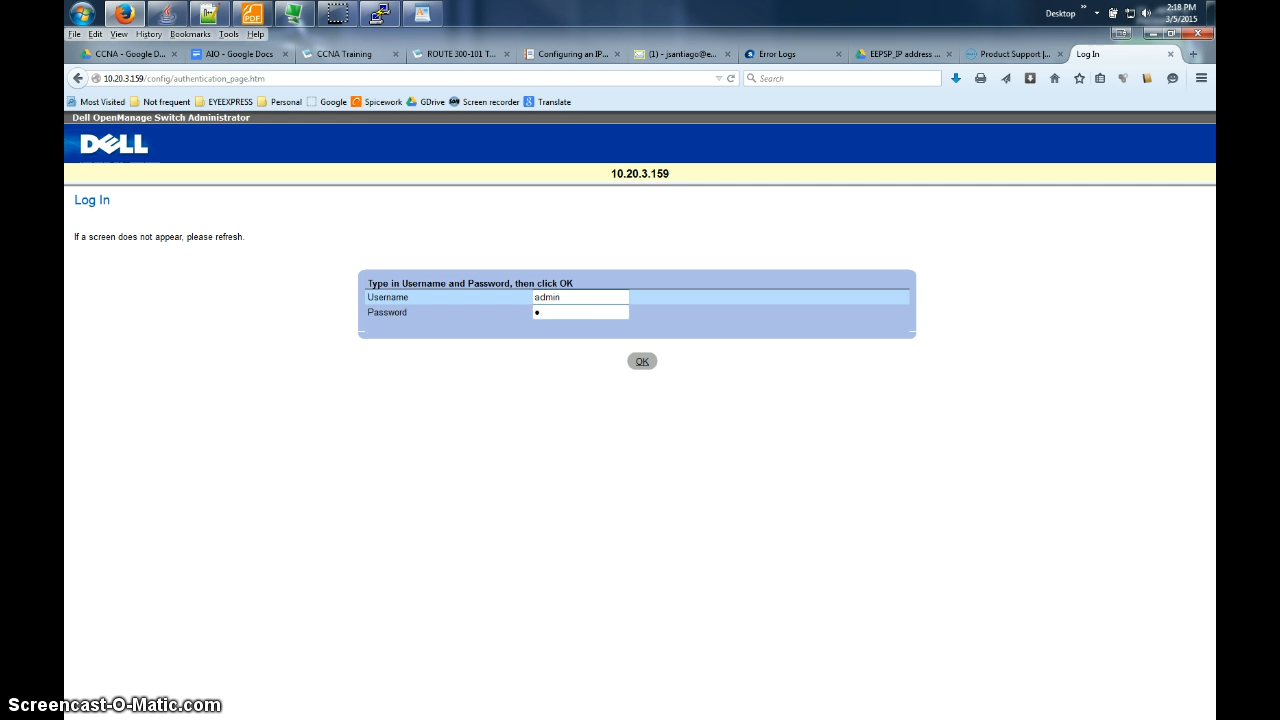 Desktop
2:18 PM
3/5/2015
File Edit View History Bookmarks Tools Help
CCNA - Google D... AIO - Google Docs CCNA Training ROUTE 300-101 T... Configuring an IP... (1) - jsantiago@e... Error Logs EEPSP_IP address ... Product Support |... Log In
10.20.3.159/config/authentication_page.htm
Search
Most Visited Not frequent EYEEXPRESS Personal Google Spicework GDrive Screen recorder Translate
Dell OpenManage Switch Administrator
DELL
10.20.3.159
Log In
If a screen does not appear, please refresh.
Type in Username and Password, then click OK
Username admin
Password
OK
Screencast-O-Matic.com